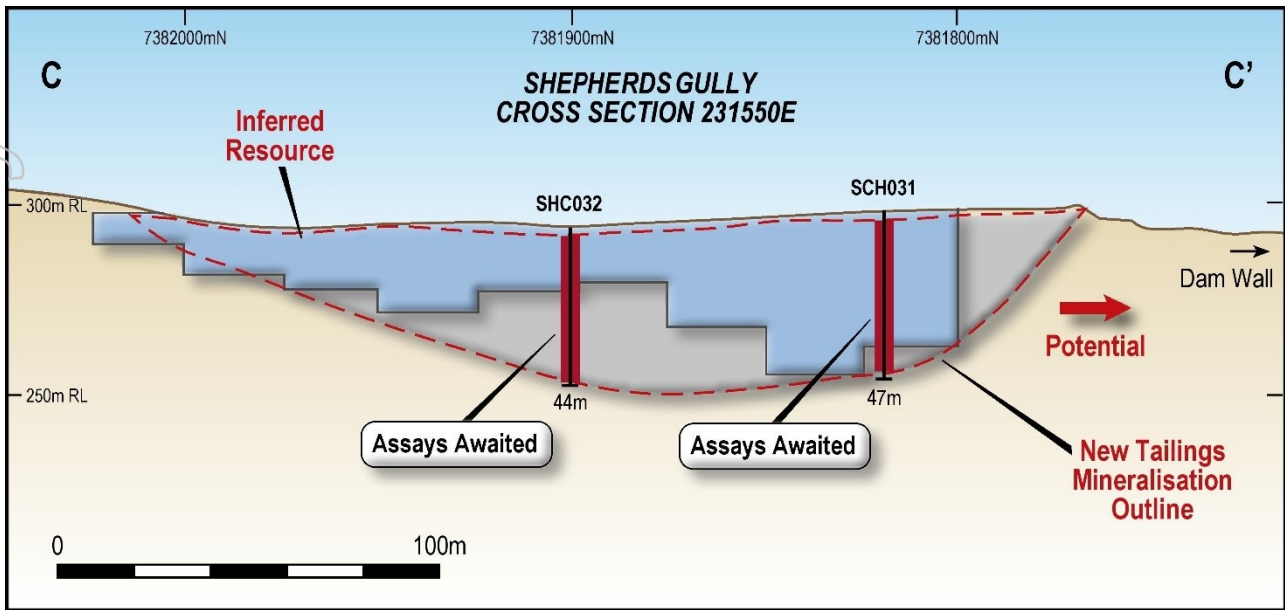 7382000mN
7381900mN
7381800mN
C
C'
SHEPHERDS GULLY
CROSS SECTION 231550E
Inferred
Resource
SHC032
SCH031
300m RL
Dam Wall
Potential
250m RL
44m
47m
Assays Awaited
Assays Awaited
New Tailings
Mineralisation
Outline
0
100m